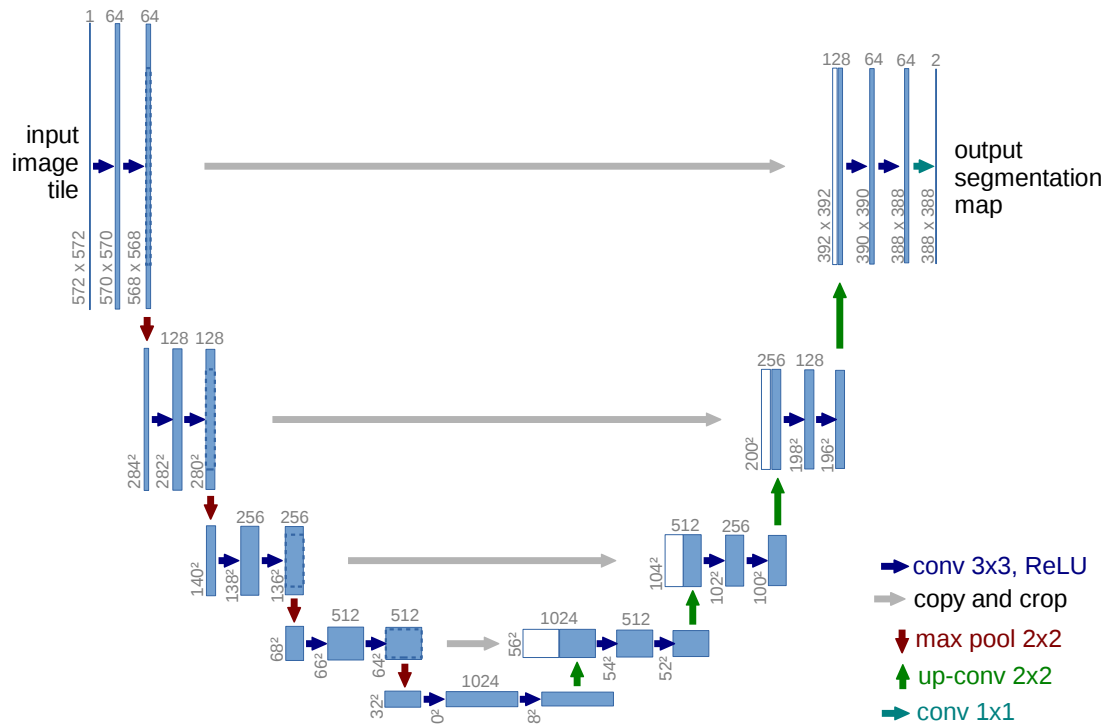 1
64
64
128
64
64
2
input
image
tile
output
segmentation
map
572 x 572
570 x 570
568 x 568
392 x 392
390 x 390
388 x 388
388 x 388
128
128
256
128
284²
282²
280²
200²
198²
196²
256
256
512
256
140²
138²
136²
104²
102²
100²
512
512
1024
512
68²
66²
64²
56²
54²
52²
1024
32²
0²
8²
conv 3x3, ReLU
copy and crop
max pool 2x2
up-conv 2x2
conv 1x1